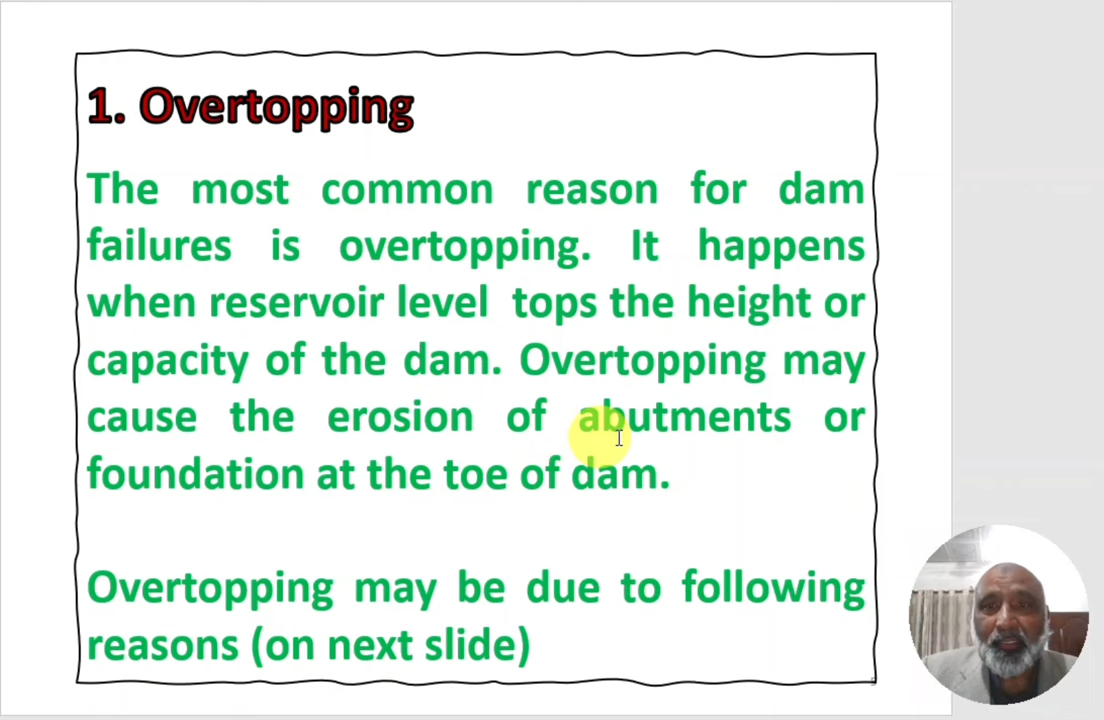 1. Overtopping
The most common reason for dam
failures is overtopping. It happens
when reservoir level tops the height or
capacity of the dam. Overtopping may
cause the erosion of abutments or
foundation at the toe of dam.
Overtopping may be due to following
reasons (on next slide)